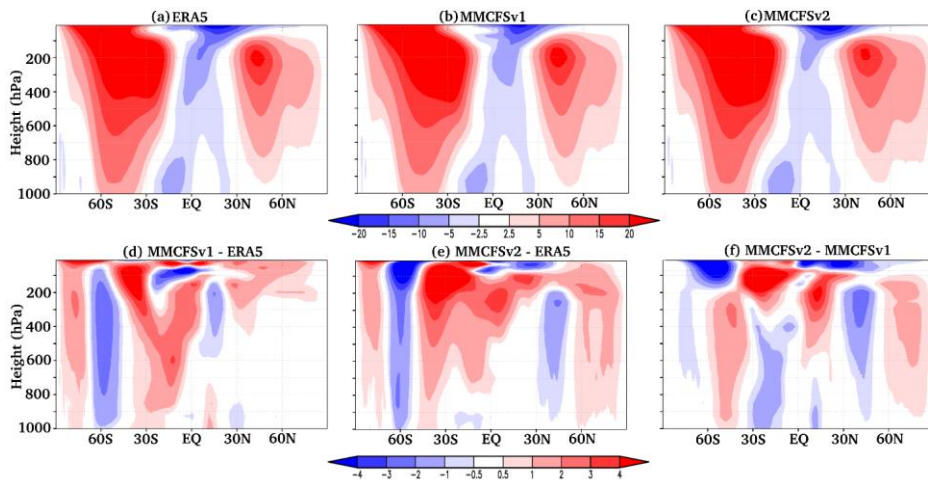 (a) ERA5
(b) MMCFSv1
(c) MMCFSv2
Height (hPa)
200
400
600
800
1000
60S 30S EQ 30N 60N
60S 30S EQ 30N 60N
60S 30S EQ 30N 60N
-20 -15 -10 -5 -2.5 2.5 5 10 15 20
(d) MMCFSv1 - ERA5
(e) MMCFSv2 - ERA5
(f) MMCFSv2 - MMCFSv1
Height (hPa)
200
400
600
800
1000
60S 30S EQ 30N 60N
60S 30S EQ 30N 60N
60S 30S EQ 30N 60N
-4 -3 -2 -1 -0.5 0.5 1 2 3 4